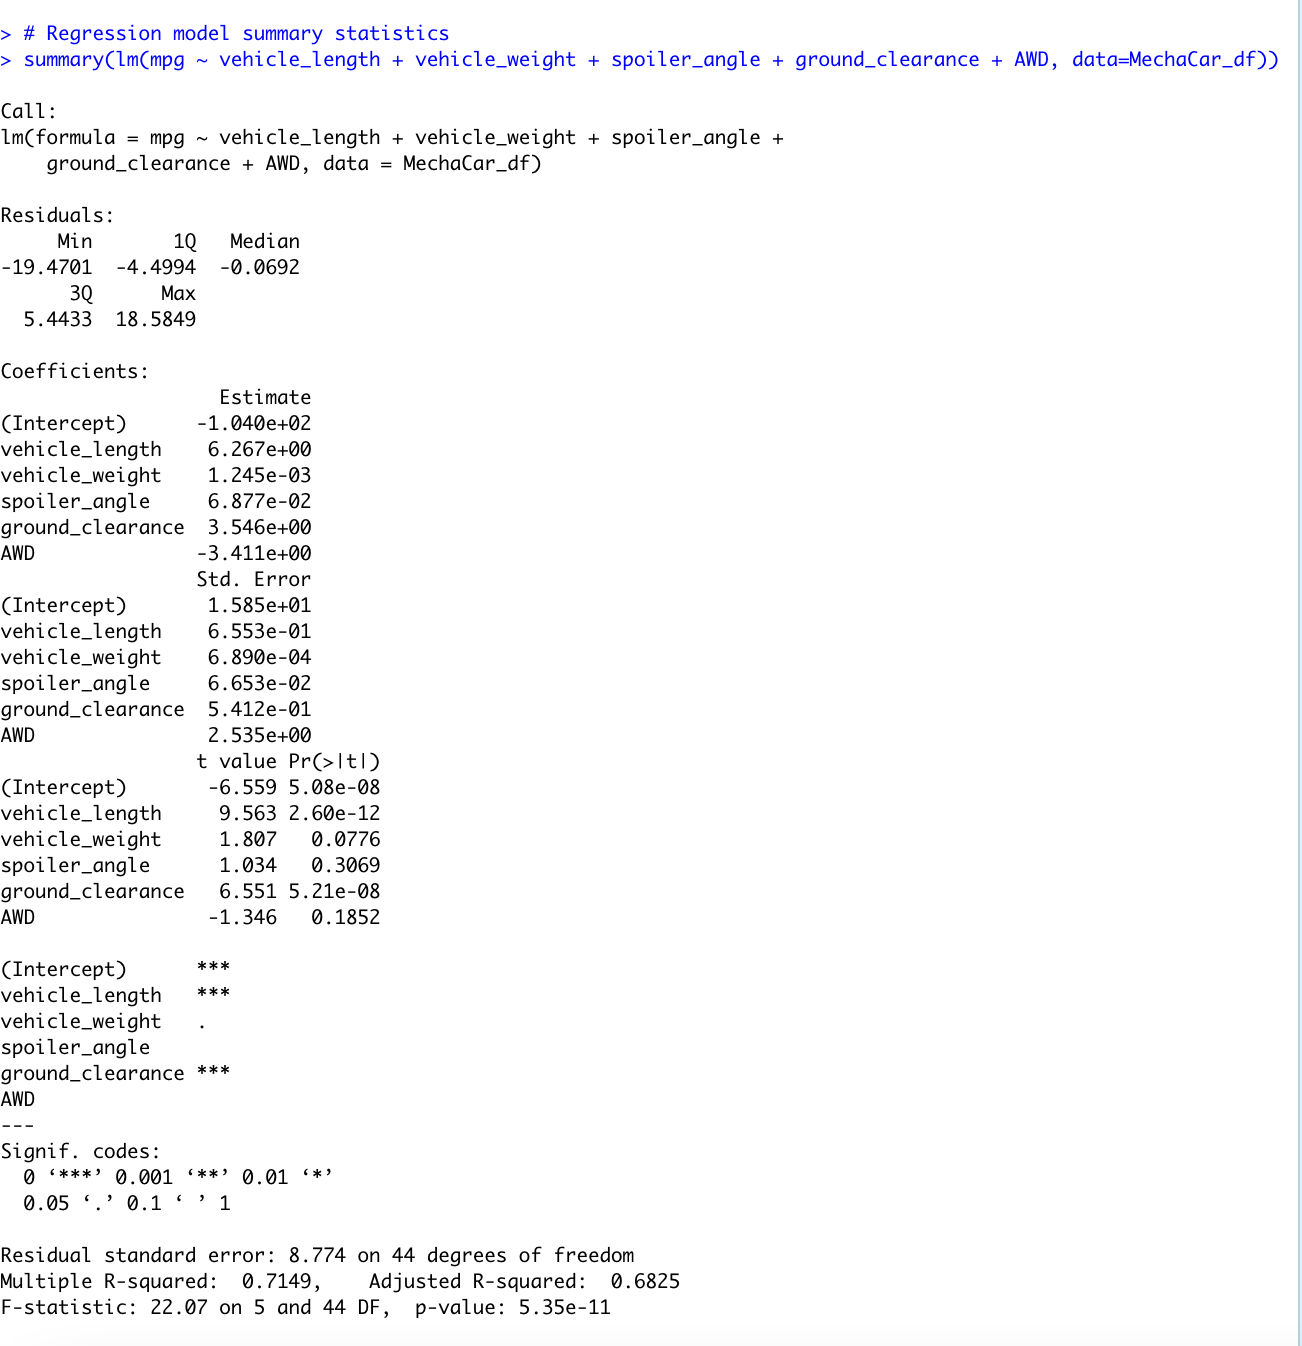 > # Regression model summary statistics
> summary(lm(mpg ~ vehicle_length + vehicle_weight + spoiler_angle + ground_clearance + AWD, data=MechaCar_df))

Call:
lm(formula = mpg ~ vehicle_length + vehicle_weight + spoiler_angle +
    ground_clearance + AWD, data = MechaCar_df)

Residuals:
     Min       1Q   Median
-19.4701  -4.4994  -0.0692
      3Q      Max
  5.4433  18.5849

Coefficients:
                   Estimate
(Intercept)      -1.040e+02
vehicle_length    6.267e+00
vehicle_weight    1.245e-03
spoiler_angle     6.877e-02
ground_clearance  3.546e+00
AWD              -3.411e+00
                 Std. Error
(Intercept)       1.585e+01
vehicle_length    6.553e-01
vehicle_weight    6.890e-04
spoiler_angle     6.653e-02
ground_clearance  5.412e-01
AWD               2.535e+00
                 t value Pr(>|t|)
(Intercept)       -6.559 5.08e-08
vehicle_length     9.563 2.60e-12
vehicle_weight     1.807   0.0776
spoiler_angle      1.034   0.3069
ground_clearance   6.551 5.21e-08
AWD               -1.346   0.1852

(Intercept)      ***
vehicle_length   ***
vehicle_weight   .
spoiler_angle
ground_clearance ***
AWD
---
Signif. codes:
  0 ‘***’ 0.001 ‘**’ 0.01 ‘*’
  0.05 ‘.’ 0.1 ‘ ’ 1

Residual standard error: 8.774 on 44 degrees of freedom
Multiple R-squared:  0.7149,    Adjusted R-squared:  0.6825
F-statistic: 22.07 on 5 and 44 DF,  p-value: 5.35e-11